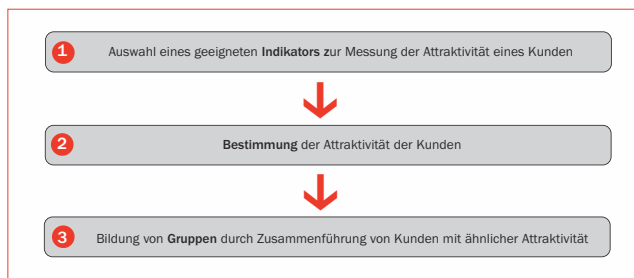 1 Auswahl eines geeigneten Indikators zur Messung der Attraktivität eines Kunden
2 Bestimmung der Attraktivität der Kunden
3 Bildung von Gruppen durch Zusammenführung von Kunden mit ähnlicher Attraktivität